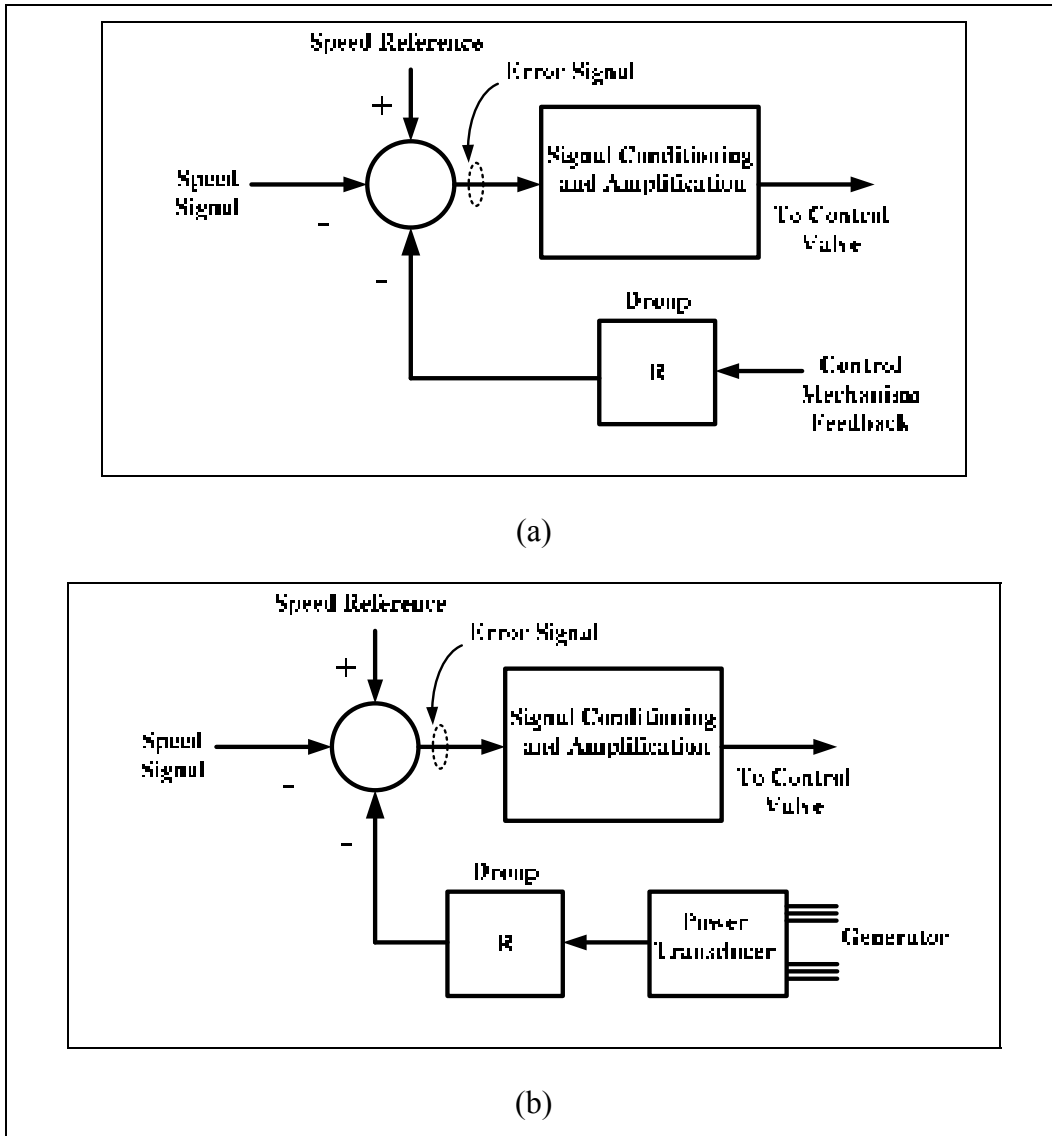 Speed Reference
Error Signal
+
Signal Conditioning
and Amplification
Speed
Signal
-
To Control
Valve
-
Droop
R
Control
Mechanism
Feedback
(a)
Speed Reference
Error Signal
+
Signal Conditioning
and Amplification
Speed
Signal
-
To Control
Valve
-
Droop
R
Power
Transducer
Generator
(b)